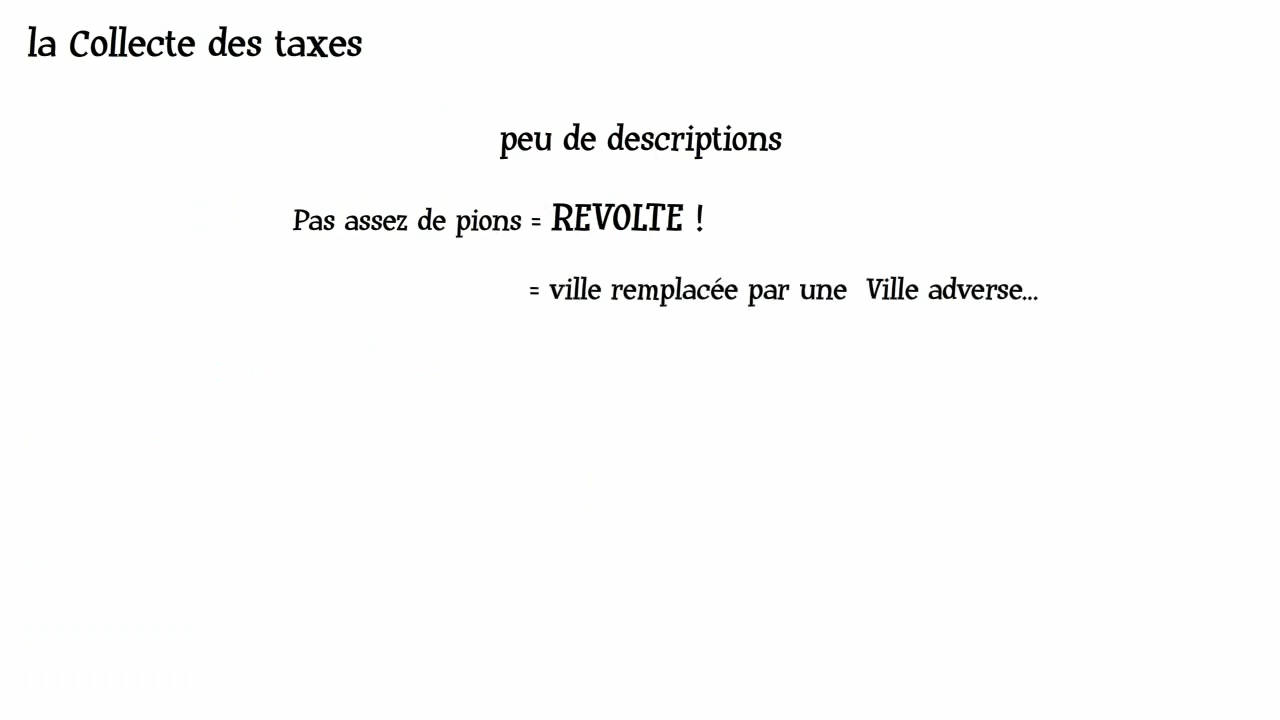 la Collecte des taxes
peu de descriptions
Pas assez de pions = REVOLTE !
= ville remplacée par une Ville adverse...